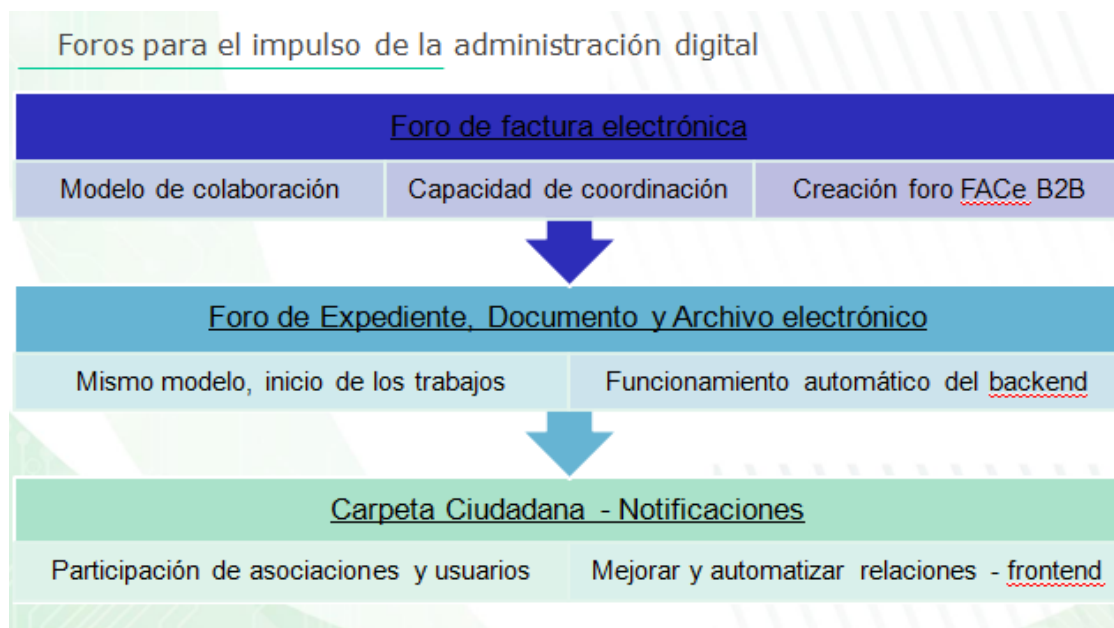 Foros para el impulso de la administración digital
Foro de factura electrónica
Modelo de colaboración
Capacidad de coordinación
Creación foro FACe B2B
Foro de Expediente, Documento y Archivo electrónico
Mismo modelo, inicio de los trabajos
Funcionamiento automático del backend
Carpeta Ciudadana - Notificaciones
Participación de asociaciones y usuarios
Mejorar y automatizar relaciones - frontend